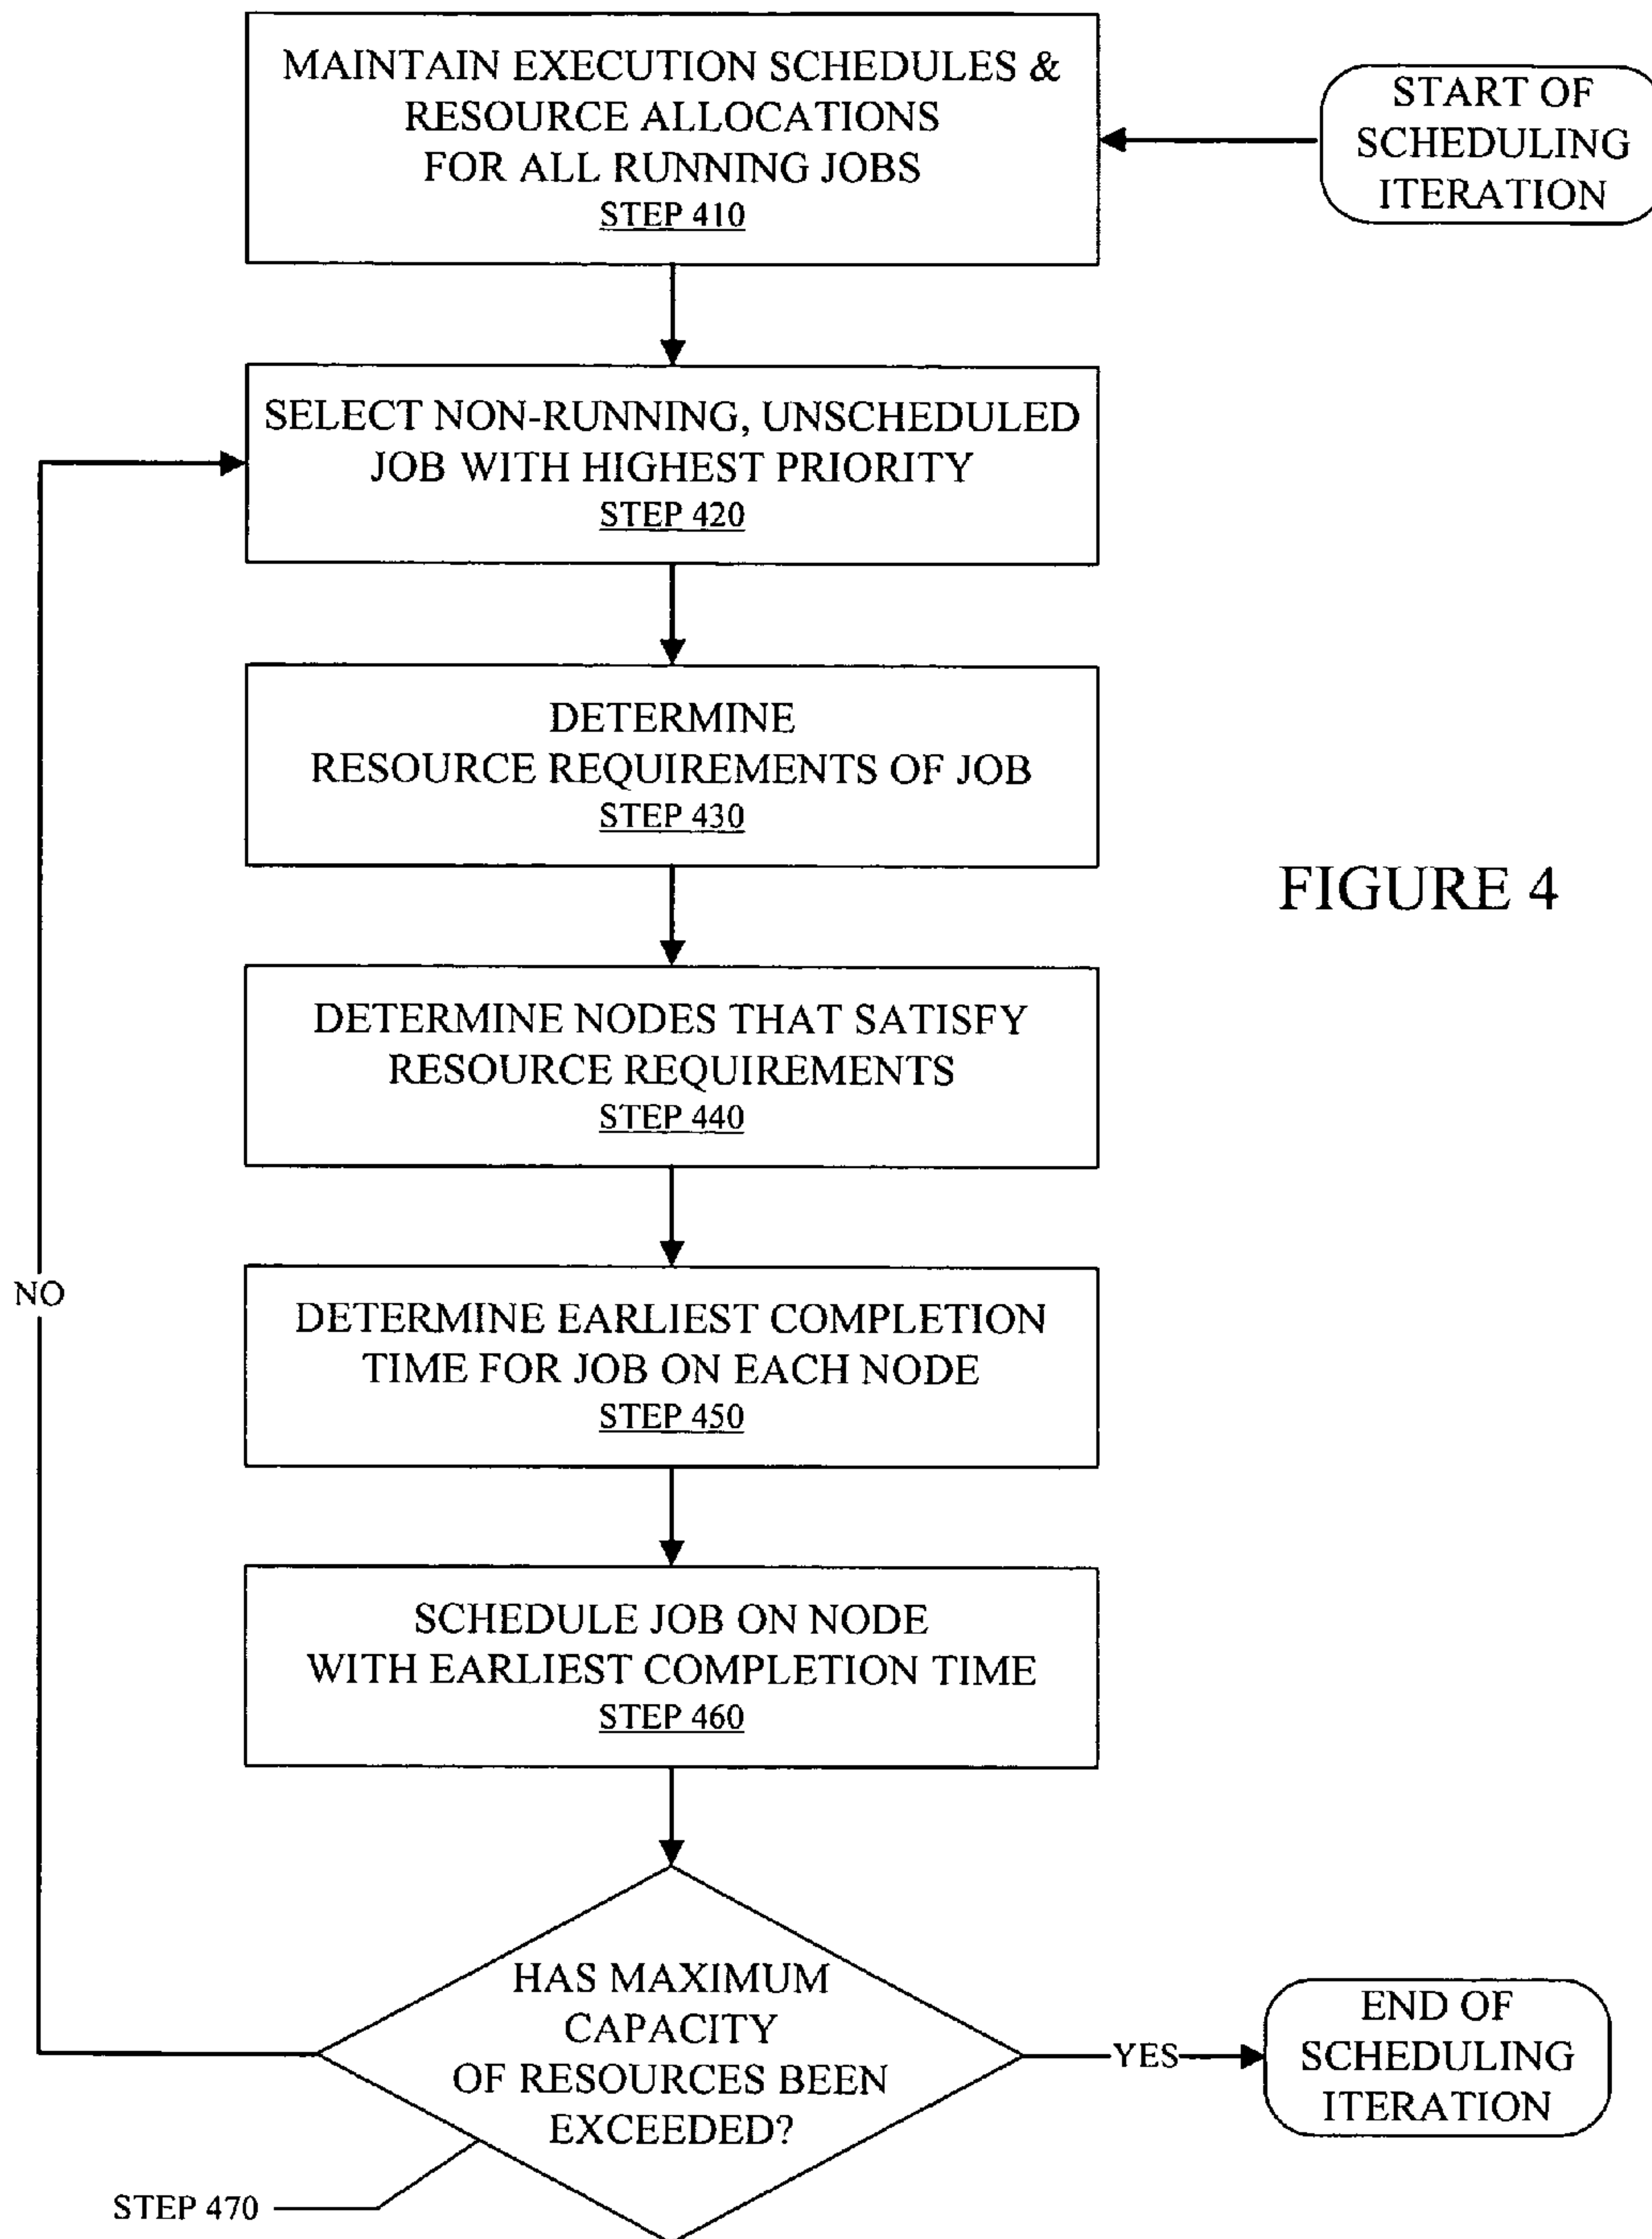 MAINTAIN EXECUTION SCHEDULES &
RESOURCE ALLOCATIONS
FOR ALL RUNNING JOBS
STEP 410
START OF
SCHEDULING
ITERATION
SELECT NON-RUNNING, UNSCHEDULED
JOB WITH HIGHEST PRIORITY
STEP 420
DETERMINE
RESOURCE REQUIREMENTS OF JOB
STEP 430
FIGURE 4
DETERMINE NODES THAT SATISFY
RESOURCE REQUIREMENTS
STEP 440
NO
DETERMINE EARLIEST COMPLETION
TIME FOR JOB ON EACH NODE
STEP 450
SCHEDULE JOB ON NODE
WITH EARLIEST COMPLETION TIME
STEP 460
HAS MAXIMUM
CAPACITY
OF RESOURCES BEEN
EXCEEDED?
YES
END OF
SCHEDULING
ITERATION
STEP 470